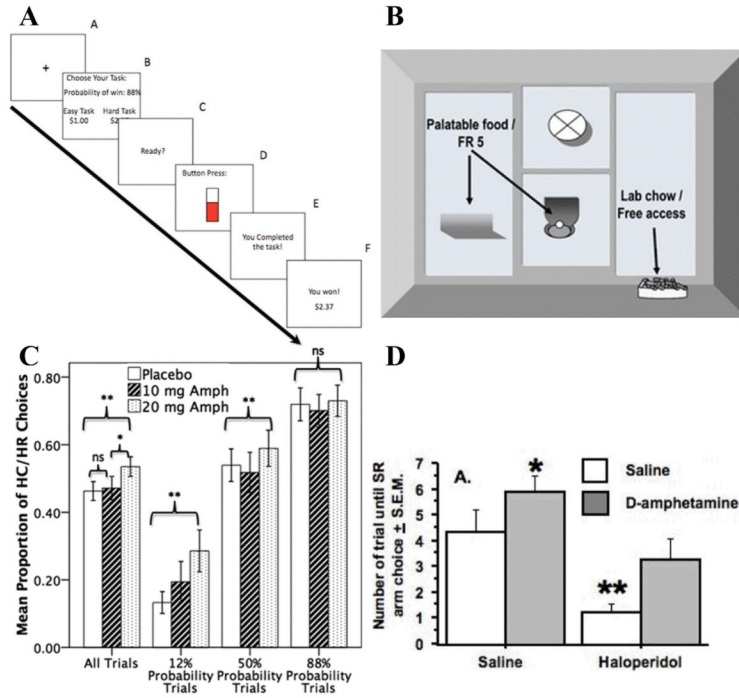 A
A
+
B
Choose Your Task:
Probability of win: 88%
Easy Task Hard Task
$1.00
C
Ready?
D
Button Press:
E
You Completed
the task!
F
You won!
$2.37
B
Palatable food /
FR 5
Lab chow /
Free access
C
Mean Proportion of HC/HR Choices
0.80
0.60
0.40
0.20
0.00
Placebo
10 mg Amph
20 mg Amph
**
ns
*
**
**
ns
All Trials
12%
Probability
Trials
50%
Probability
Trials
88%
Probability
Trials
D
A.
Number of trial until SR
arm choice ± S.E.M.
7
6
5
4
3
2
1
0
*
**
Saline
D-amphetamine
Saline
Haloperidol